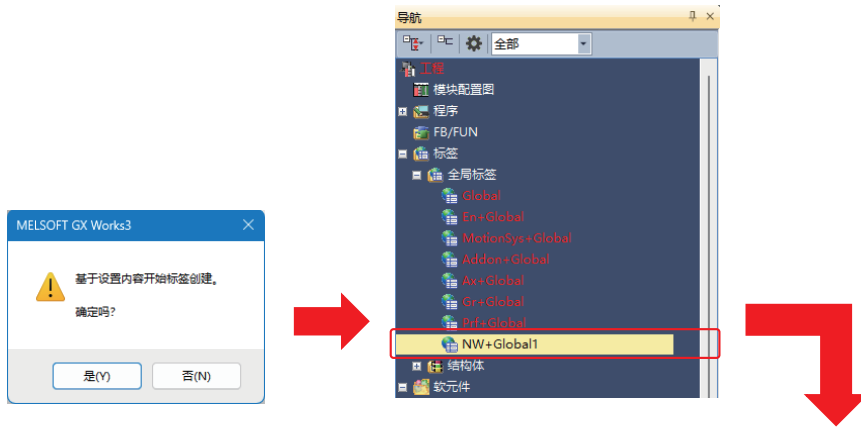 MELSOFT GX Works3
基于设置内容开始标签创建。
确定吗?
是(Y)
否(N)
导航
全部
工程
模块配置图
程序
FB/FUN
标签
全局标签
Global
En+Global
MotionSys+Global
Addon+Global
Ax+Global
Gr+Global
Prf+Global
NW+Global1
结构体
软元件